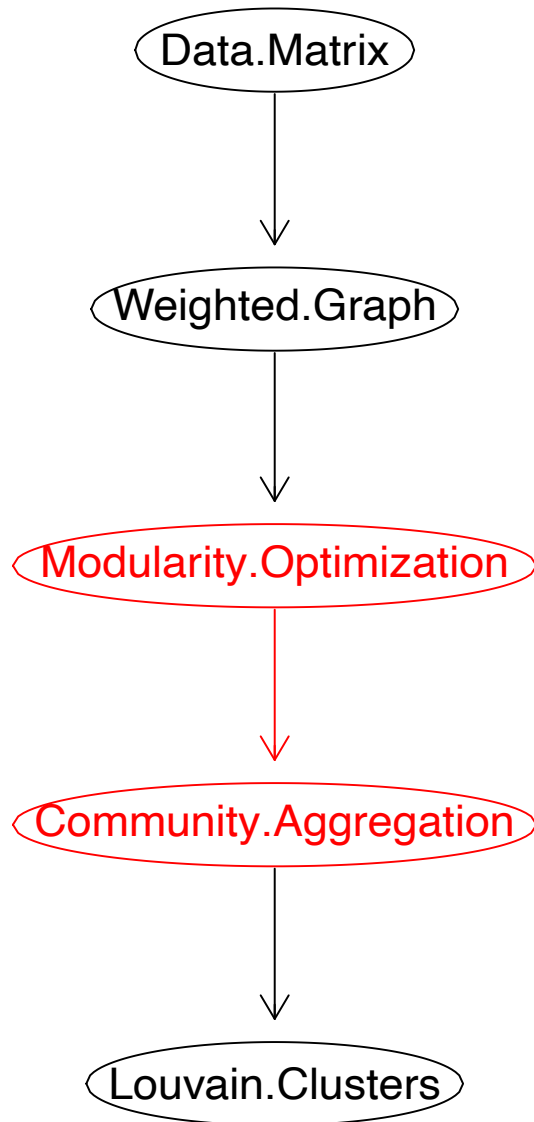 Data.Matrix
Weighted.Graph
Modularity.Optimization
Community.Aggregation
Louvain.Clusters